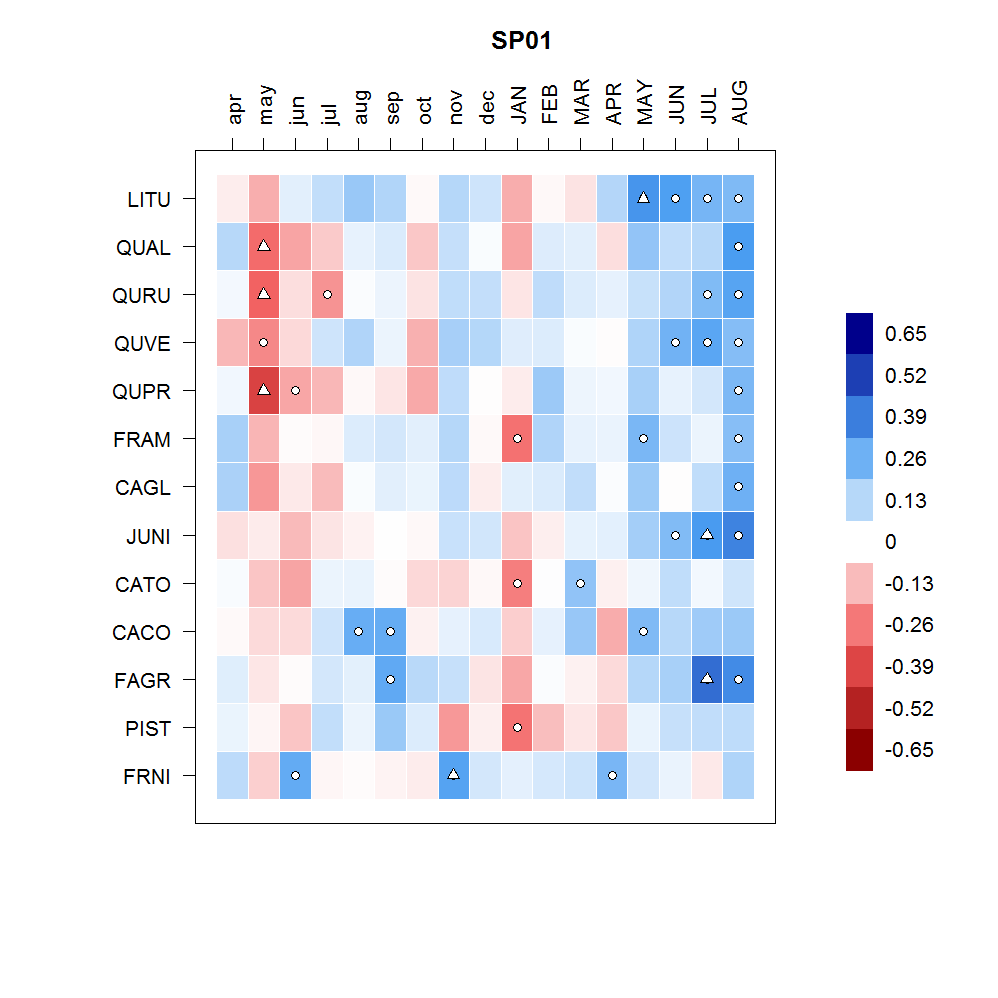 SP01
apr may jun jul aug sep oct nov dec JAN FEB MAR APR MAY JUN JUL AUG
LITU
QUAL
QURU
QUVE
QUPR
FRAM
CAGL
JUNI
CATO
CACO
FAGR
PIST
FRNI
0.65
0.52
0.39
0.26
0.13
0
-0.13
-0.26
-0.39
-0.52
-0.65